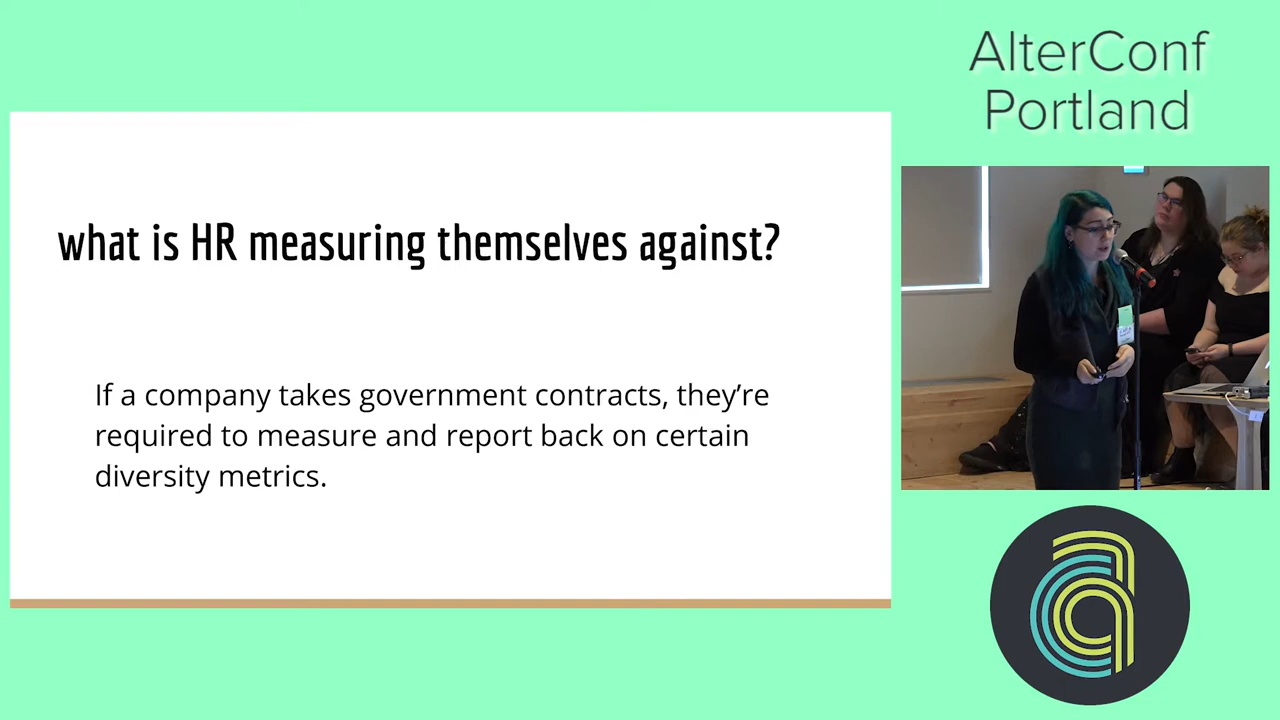 AlterConf
Portland
what is HR measuring themselves against?
If a company takes government contracts, they’re
required to measure and report back on certain
diversity metrics.